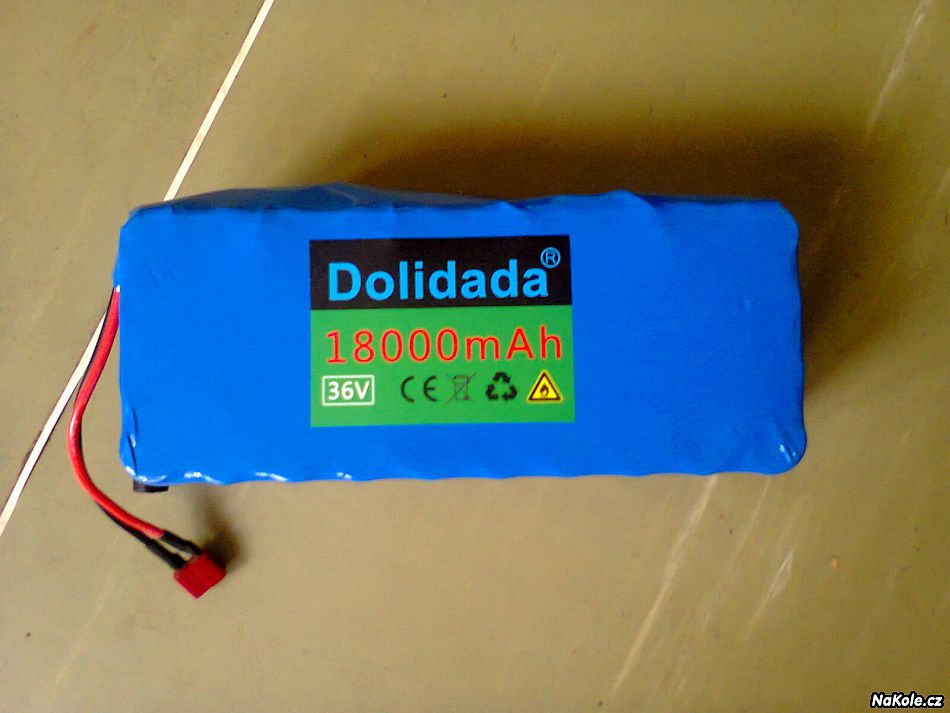 Dolidada®
18000mAh
36V CE
NaKole.cz